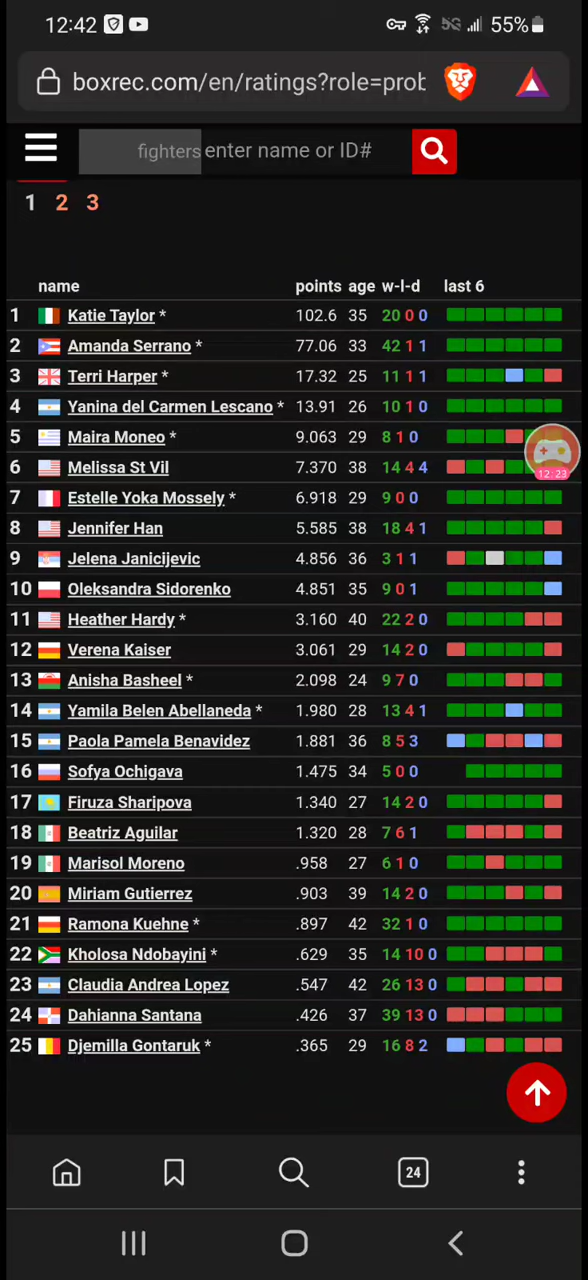 12:42 5G 55%
boxrec.com/en/ratings?role=prob
fighters enter name or ID#
1 2 3
name points age w-l-d last 6
1 Katie Taylor * 102.6 35 20 0 0
2 Amanda Serrano * 77.06 33 42 1 1
3 Terri Harper * 17.32 25 11 1 1
4 Yanina del Carmen Lescano * 13.91 26 10 1 0
5 Maira Moneo * 9.063 29 8 1 0
6 Melissa St Vil 7.370 38 14 4 4
12:23
7 Estelle Yoka Mossely * 6.918 29 9 0 0
8 Jennifer Han 5.585 38 18 4 1
9 Jelena Janicijevic 4.856 36 3 1 1
10 Oleksandra Sidorenko 4.851 35 9 0 1
11 Heather Hardy * 3.160 40 22 2 0
12 Verena Kaiser 3.061 29 14 2 0
13 Anisha Basheel * 2.098 24 9 7 0
14 Yamila Belen Abellaneda * 1.980 28 13 4 1
15 Paola Pamela Benavidez 1.881 36 8 5 3
16 Sofya Ochigava 1.475 34 5 0 0
17 Firuza Sharipova 1.340 27 14 2 0
18 Beatriz Aguilar 1.320 28 7 6 1
19 Marisol Moreno .958 27 6 1 0
20 Miriam Gutierrez .903 39 14 2 0
21 Ramona Kuehne * .897 42 32 1 0
22 Kholosa Ndobayini * .629 35 14 10 0
23 Claudia Andrea Lopez .547 42 26 13 0
24 Dahianna Santana .426 37 39 13 0
25 Djemilla Gontaruk * .365 29 16 8 2
24